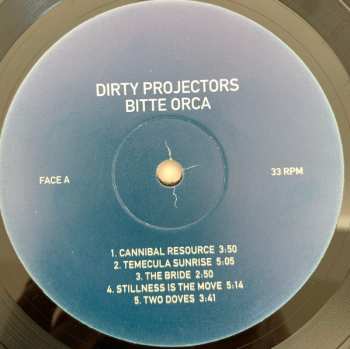 DIRTY PROJECTORS
BITTE ORCA
FACE A
33 RPM
1. CANNIBAL RESOURCE 3:50
2. TEMECULA SUNRISE 5:05
3. THE BRIDE 2:50
4. STILLNESS IS THE MOVE 5:14
5. TWO DOVES 3:41